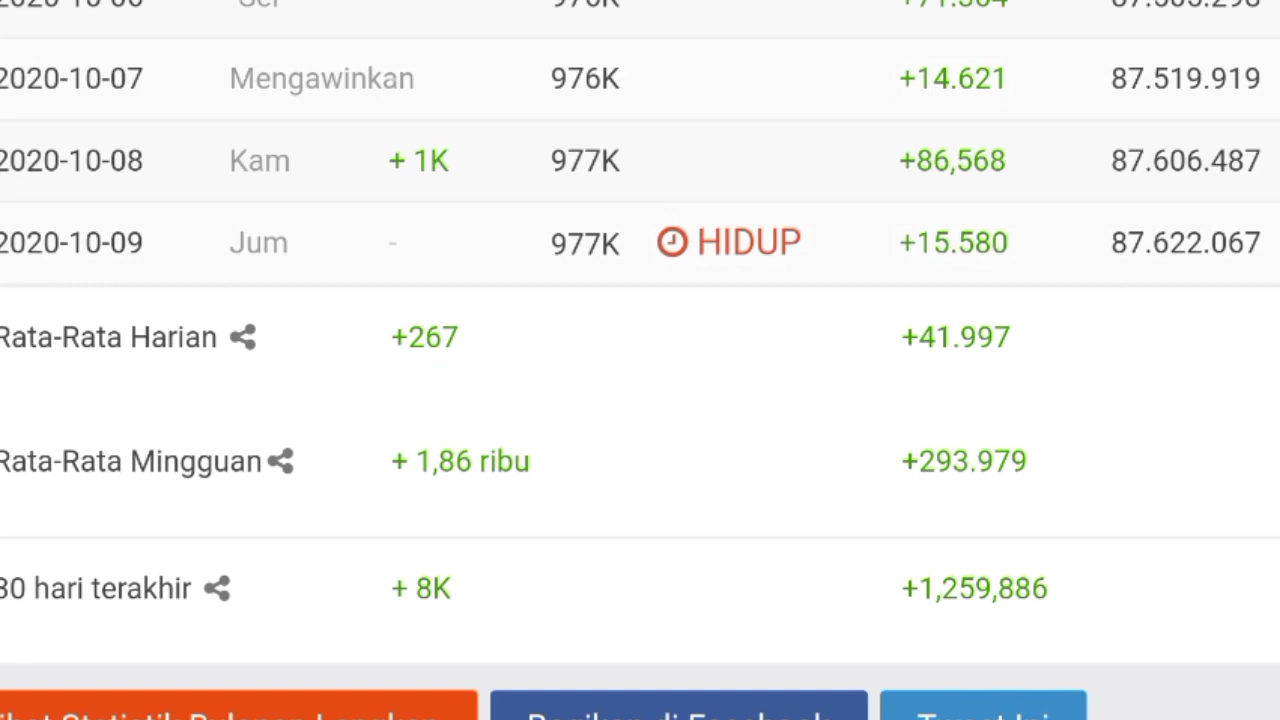 2020-10-07 Mengawinkan 976K +14.621 87.519.919
2020-10-08 Kam + 1K 977K +86,568 87.606.487
2020-10-09 Jum - 977K HIDUP +15.580 87.622.067
Rata-Rata Harian +267 +41.997
Rata-Rata Mingguan + 1,86 ribu +293.979
30 hari terakhir + 8K +1,259,886